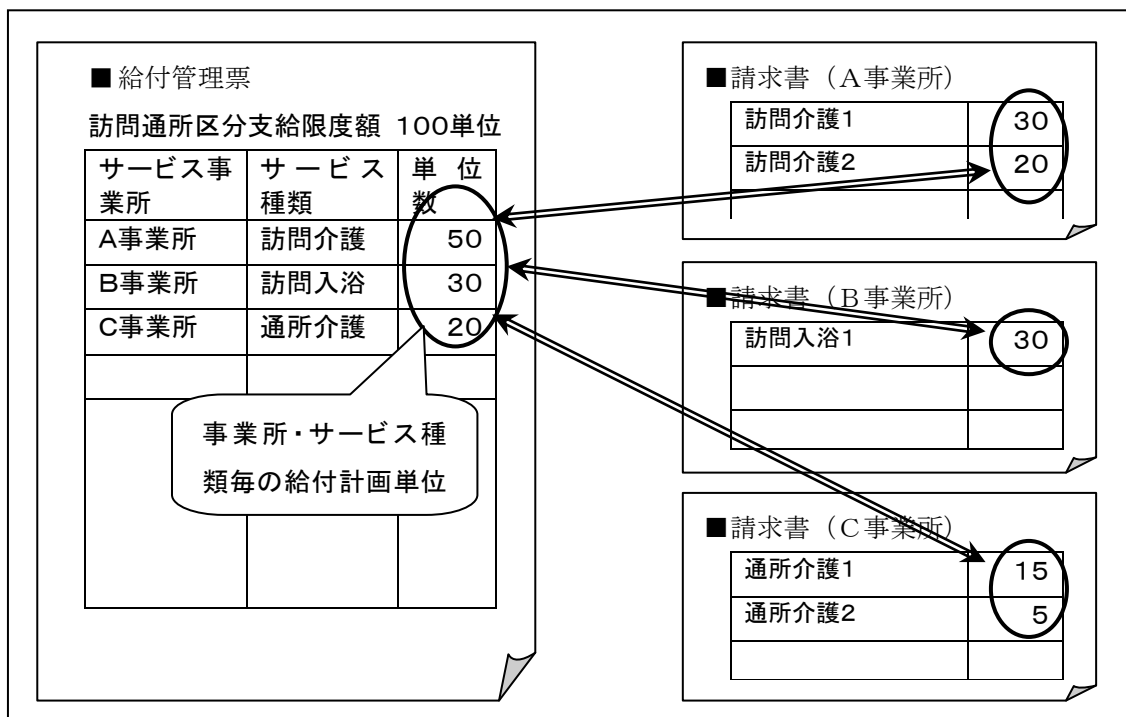 ■給付管理票
訪問通所区分支給限度額 100単位
サービス事業所 サービス種類 単位数
A事業所 訪問介護 50
B事業所 訪問入浴 30
C事業所 通所介護 20
事業所・サービス種
類毎の給付計画単位
■請求書（A事業所）
訪問介護1 30
訪問介護2 20
■請求書（B事業所）
訪問入浴1 30
■請求書（C事業所）
通所介護1 15
通所介護2 5